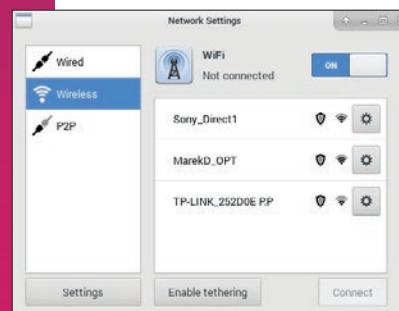 Network Settings
Wired
Wireless
P2P
WiFi
Not connected
ON
Sony_Direct1
MarekD_OPT
TP-LINK_252D0E P.P
Settings
Enable tethering
Connect